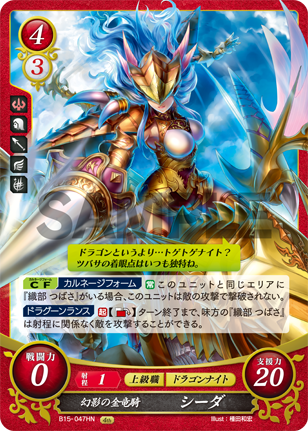 4
3
SAMPLE
ドラゴンというより…トゲトゲナイト？
ツバサの着眼点はいつも独特ね。
CF カルネージフォーム 常 このユニットと同じエリアに
『織部 つばさ』がいる場合、このユニットは敵の攻撃で撃破されない。
ドラグーンランス 起 【】ターン終了まで、味方の『織部 つばさ』
は射程に関係なく敵を攻撃することができる。
戦闘力
0
射程 1 上級職 ドラゴンナイト
支援力
20
幻影の金竜騎 シーダ
B15-047HN Illust：種田和宏